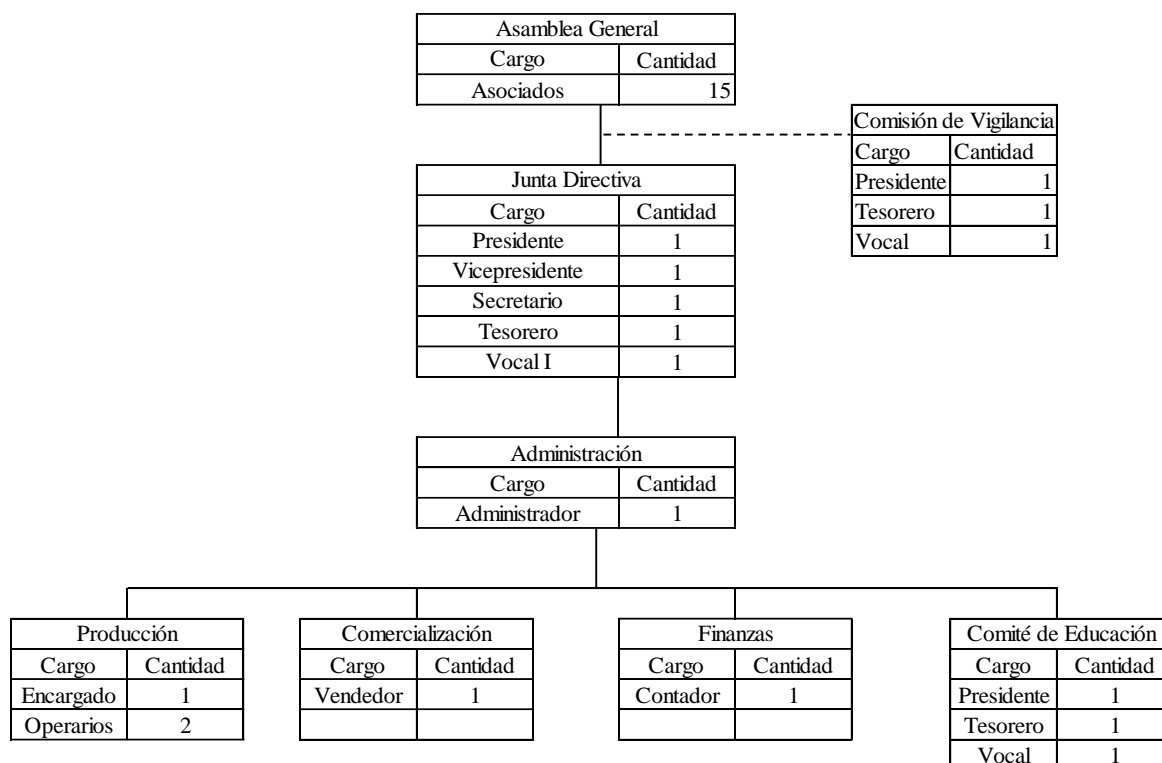 Asamblea General
Cargo Cantidad
Asociados 15
Comisión de Vigilancia
Cargo Cantidad
Presidente 1
Tesorero 1
Vocal 1
Junta Directiva
Cargo Cantidad
Presidente 1
Vicepresidente 1
Secretario 1
Tesorero 1
Vocal I 1
Administración
Cargo Cantidad
Administrador 1
Producción
Cargo Cantidad
Encargado 1
Operarios 2
Comercialización
Cargo Cantidad
Vendedor 1
Finanzas
Cargo Cantidad
Contador 1
Comité de Educación
Cargo Cantidad
Presidente 1
Tesorero 1
Vocal 1